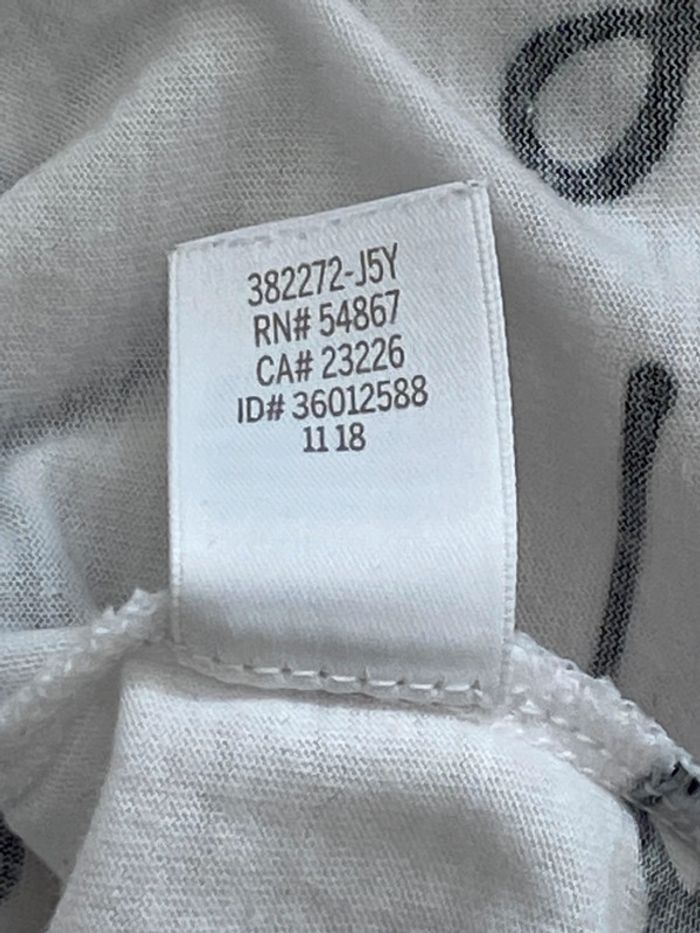 382272-J5Y
RN# 54867
CA# 23226
ID# 36012588
11 18